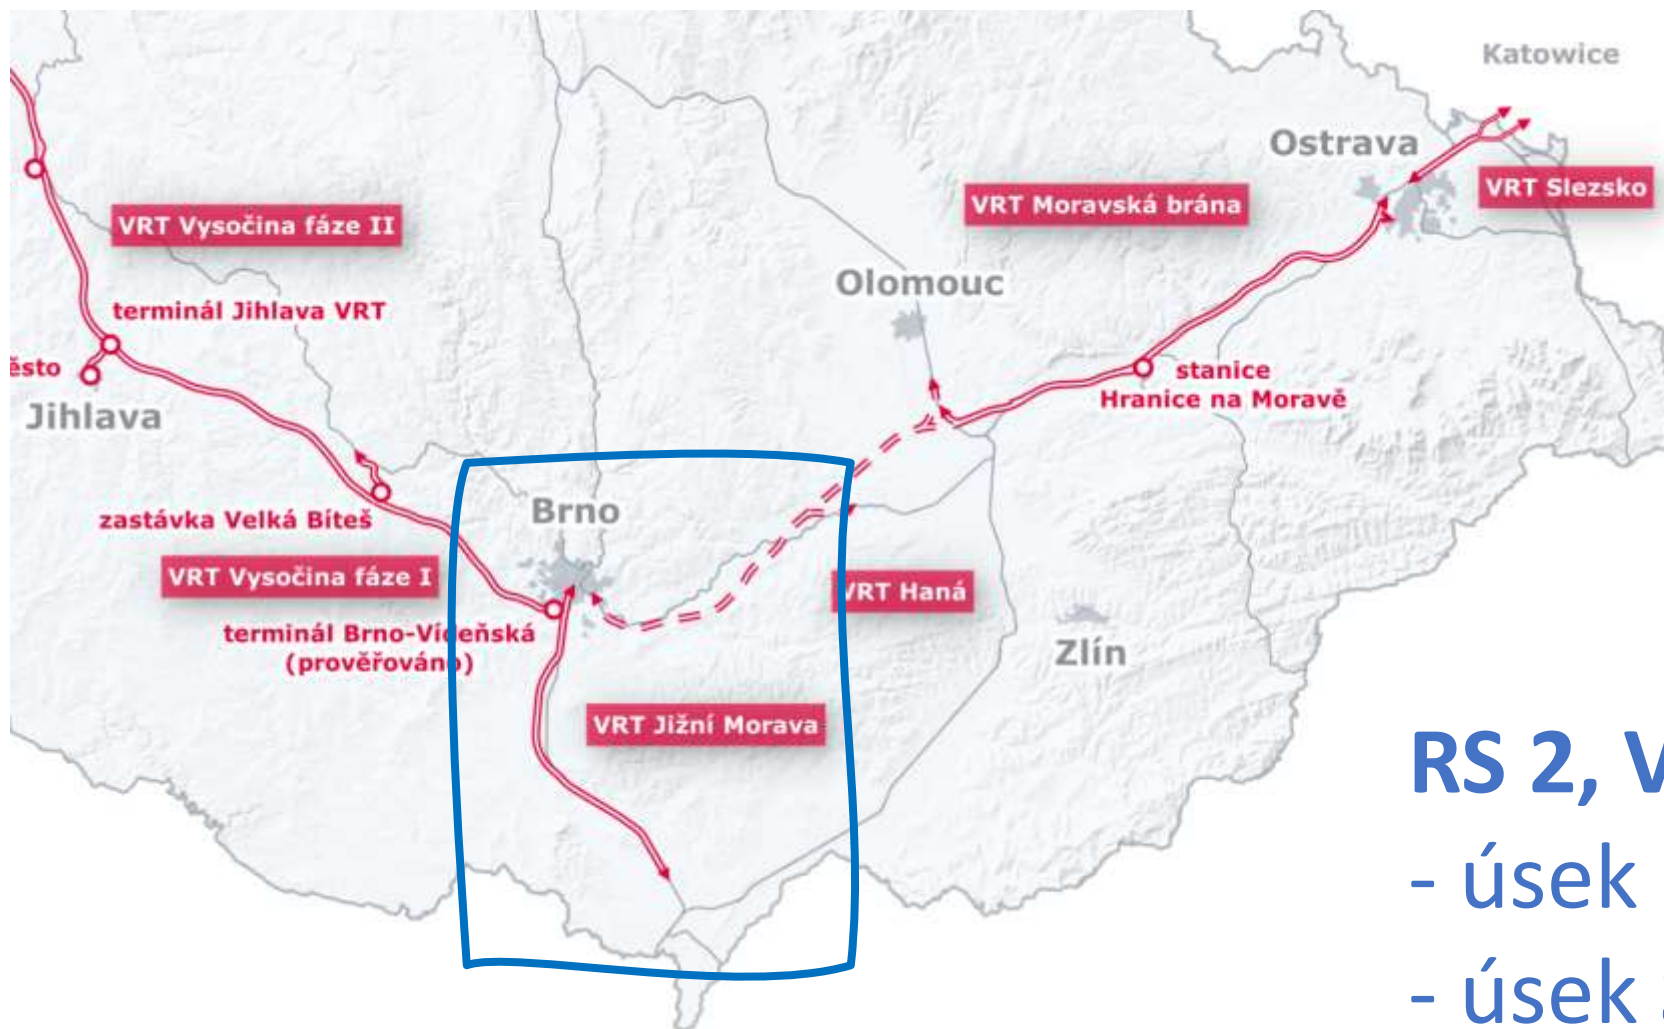 Katowice
Ostrava
VRT Slezsko
VRT Moravská brána
VRT Vysočina fáze II
Olomouc
terminál Jihlava VRT
stanice
Hranice na Moravě
Jihlava
Brno
zastávka Velká Bíteš
VRT Vysočina fáze I
VRT Haná
terminál Brno-Vídeňská
(prověřováno)
Zlín
VRT Jižní Morava
RS 2,
- úsek
- úsek